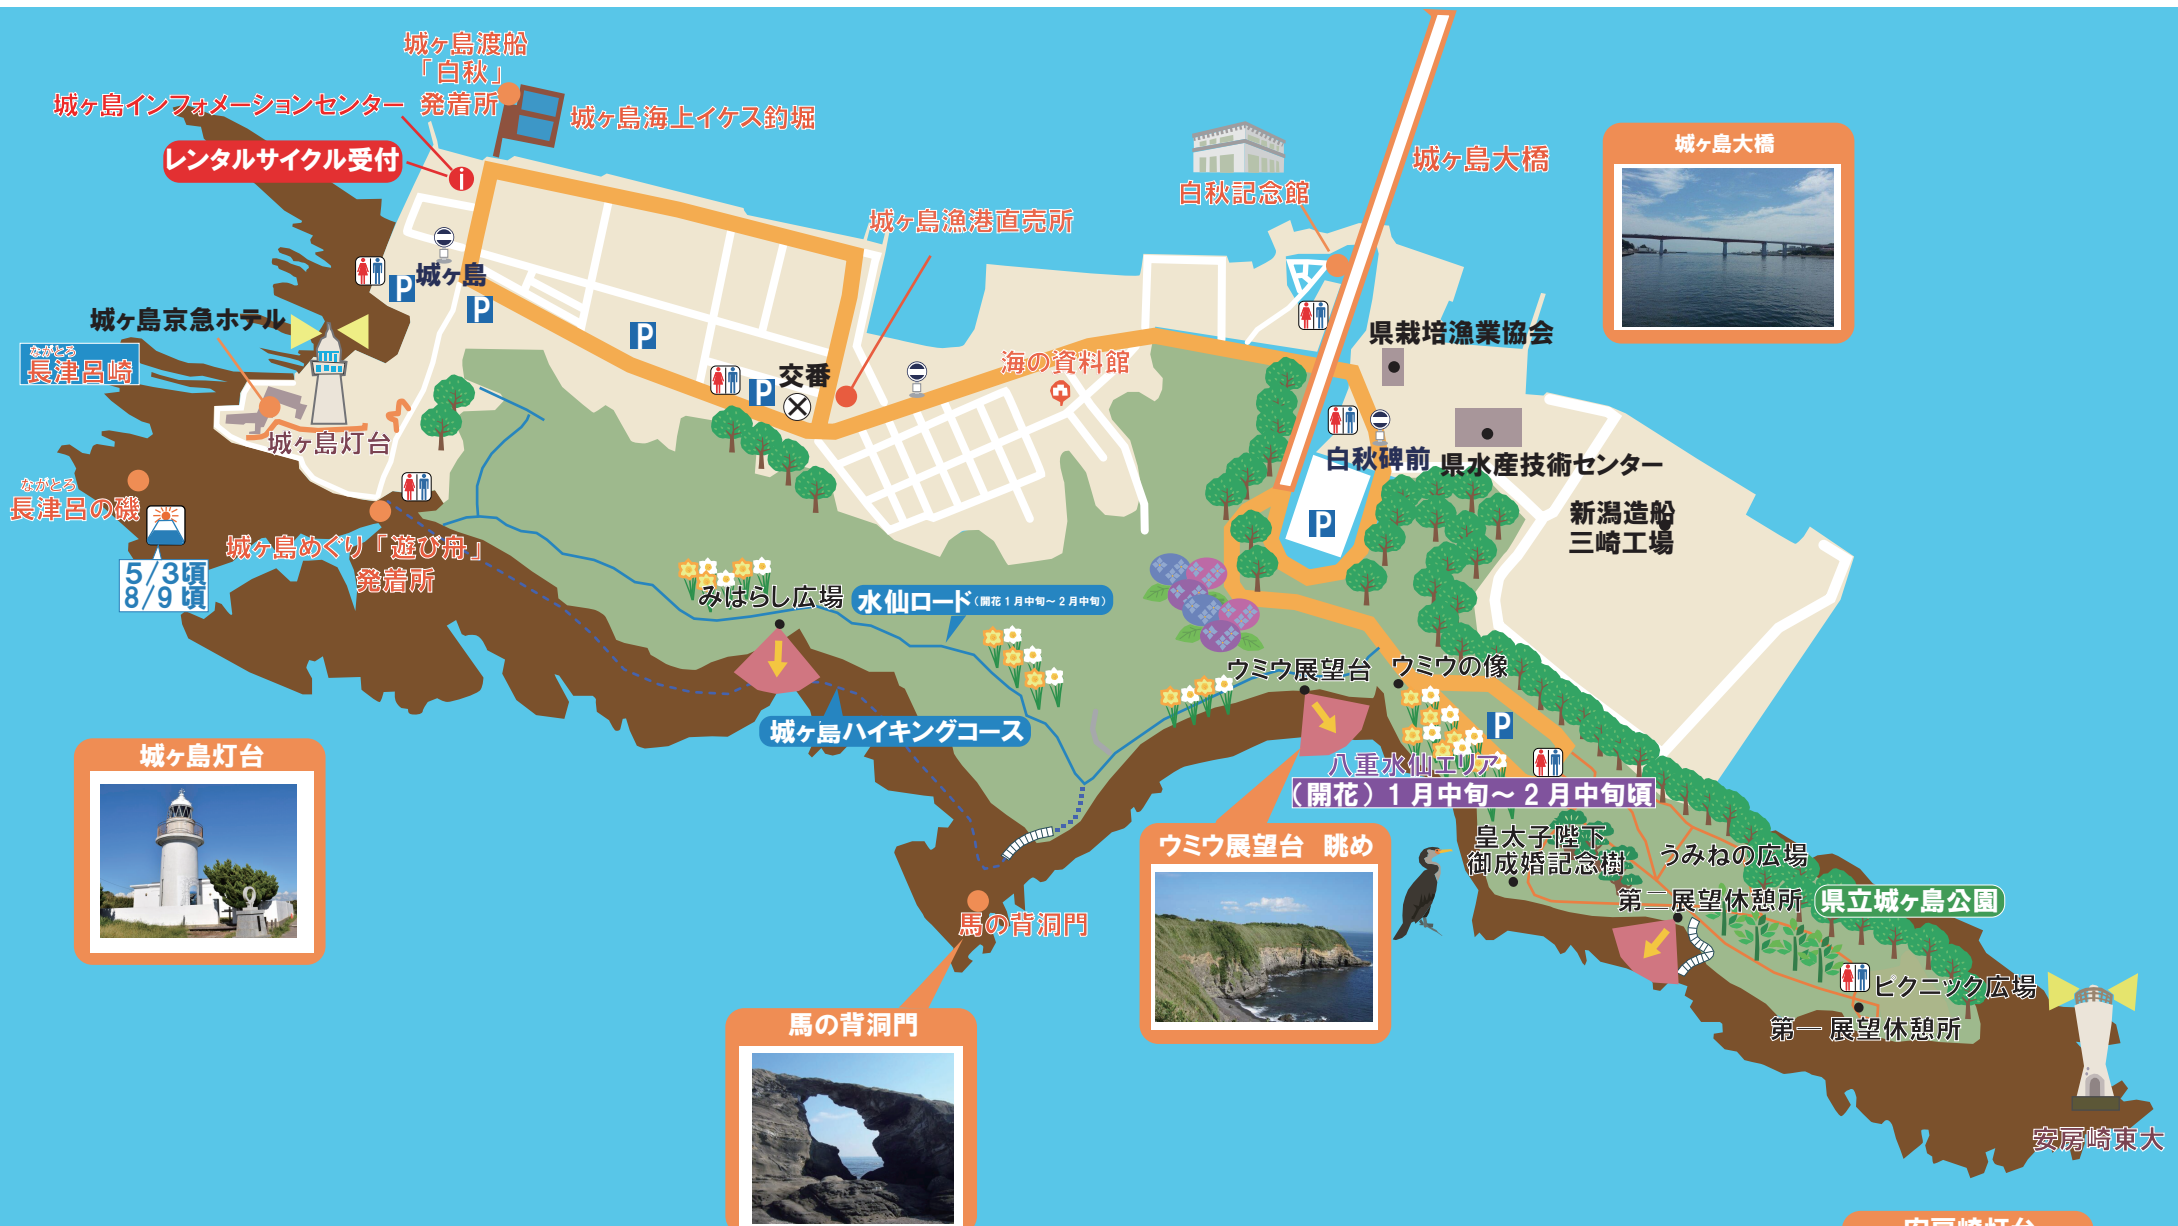 城ヶ島渡船
「白秋」
発着所
城ヶ島インフォメーションセンター
城ヶ島海上イケス釣堀
レンタルサイクル受付
i
白秋記念館
城ヶ島大橋
城ヶ島大橋
城ヶ島漁港直売所
城ヶ島
P
P
P
城ヶ島京急ホテル
ながとろ
長津呂崎
県栽培漁業協会
海の資料館
交番
P
城ヶ島灯台
白秋碑前
県水産技術センター
ながとろ
長津呂の磯
P
新潟造船
三崎工場
城ヶ島めぐり「遊び舟」
発着所
5/3頃
8/9頃
みはらし広場
水仙ロード(開花1月中旬～2月中旬)
ウミウ展望台
ウミウの像
P
城ヶ島ハイキングコース
八重水仙エリア
(開花)1月中旬～2月中旬頃
城ヶ島灯台
ウミウ展望台 眺め
皇太子陛下
御成婚記念樹
うみねの広場
第二展望休憩所
県立城ヶ島公園
馬の背洞門
ピクニック広場
第一展望休憩所
馬の背洞門
安房崎東大